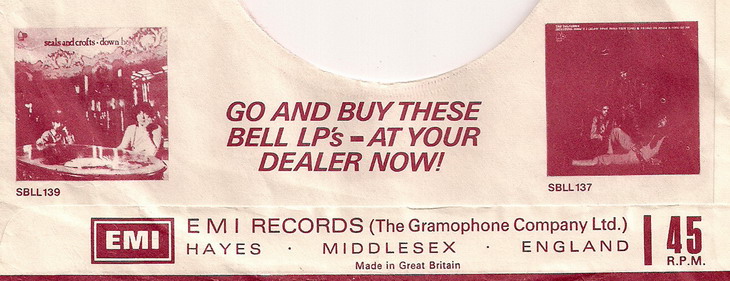 seals and crofts · down ho
GO AND BUY THESE
BELL LP's – AT YOUR
DEALER NOW!
SBLL139
SBLL137
EMI
EMI RECORDS (The Gramophone Company Ltd.)
HAYES · MIDDLESEX · ENGLAND
Made in Great Britain
45
R.P.M.